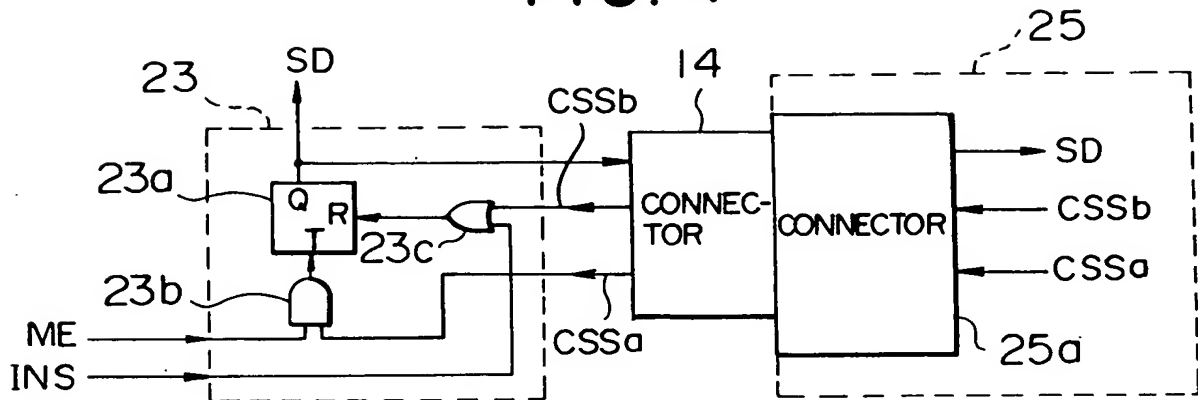 25
SD
23
14
CSSb
23a
Q
R
T
23c
CONNEC-
TOR
CONNECTOR
SD
CSSb
CSSa
23b
ME
CSSa
25a
INS